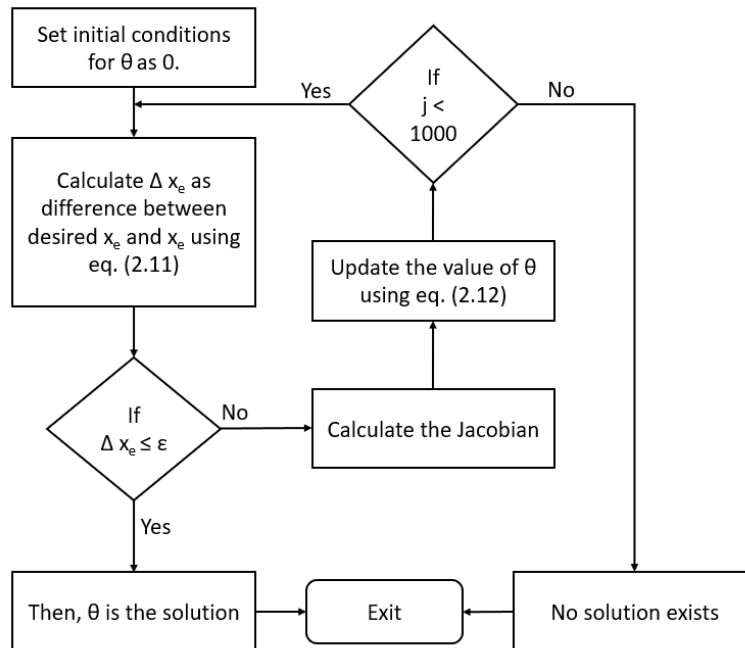 Set initial conditions
for θ as 0.
Calculate Δ xₑ as
difference between
desired xₑ and xₑ using
eq. (2.11)
If
Δ xₑ ≤ ε
Yes
No
Then, θ is the solution
Calculate the Jacobian
Update the value of θ
using eq. (2.12)
If
j <
1000
Yes
No
No solution exists
Exit